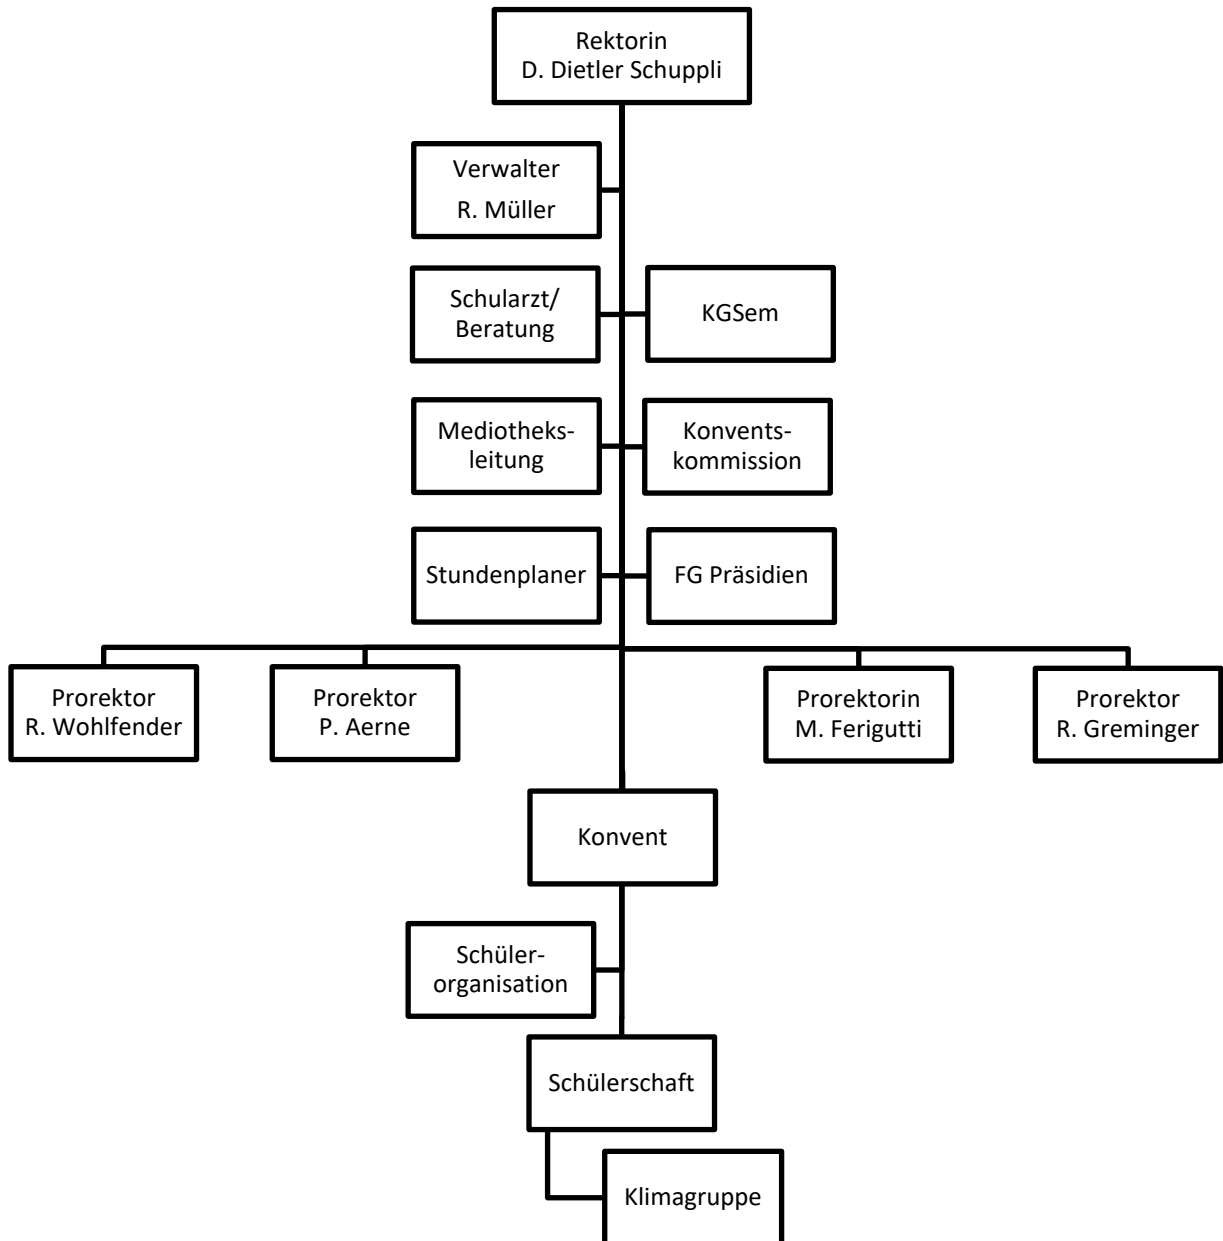 Rektorin
D. Dietler Schuppli
Verwalter
R. Müller
Schularzt/
Beratung
KGSem
Mediotheks-
leitung
Konvents-
kommission
Stundenplaner
FG Präsidien
Prorektor
R. Wohlfender
Prorektor
P. Aerne
Prorektorin
M. Ferigutti
Prorektor
R. Greminger
Konvent
Schüler-
organisation
Schülerschaft
Klimagruppe